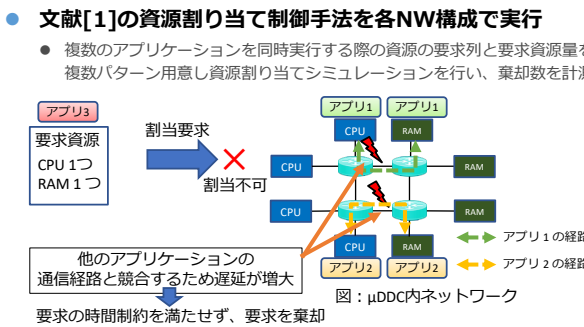 文献[1]の資源割り当て制御手法を各NW構成で実行
複数のアプリケーションを同時実行する際の資源の要求列と要求資源量を
複数パターン用意し資源割り当てシミュレーションを行い、棄却数を計測
アプリ3
要求資源
CPU 1つ
RAM 1 つ
割当要求
割当不可
アプリ1
アプリ1
CPU
RAM
CPU
RAM
CPU
RAM
CPU
RAM
アプリ2
アプリ2
アプリ 1 の経路
アプリ 2 の経路
他のアプリケーションの
通信経路と競合するため遅延が増大
図：μDDC内ネットワーク
要求の時間制約を満たせず、要求を棄却